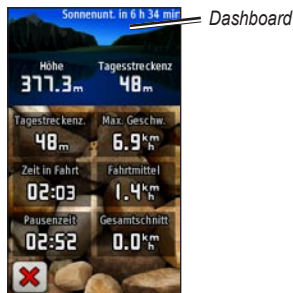 Sonnenunt. in 6 h 34 min
Dashboard
Höhe Tagesstreckenz
377.3m 48m
Tagestreckenz. Max. Geschw.
48m 6.9km/h
Zeit in Fahrt Fahrtmittel
02:03 1.4km/h
Pausenzeit Gesamtschnitt
02:52 0.0km/h